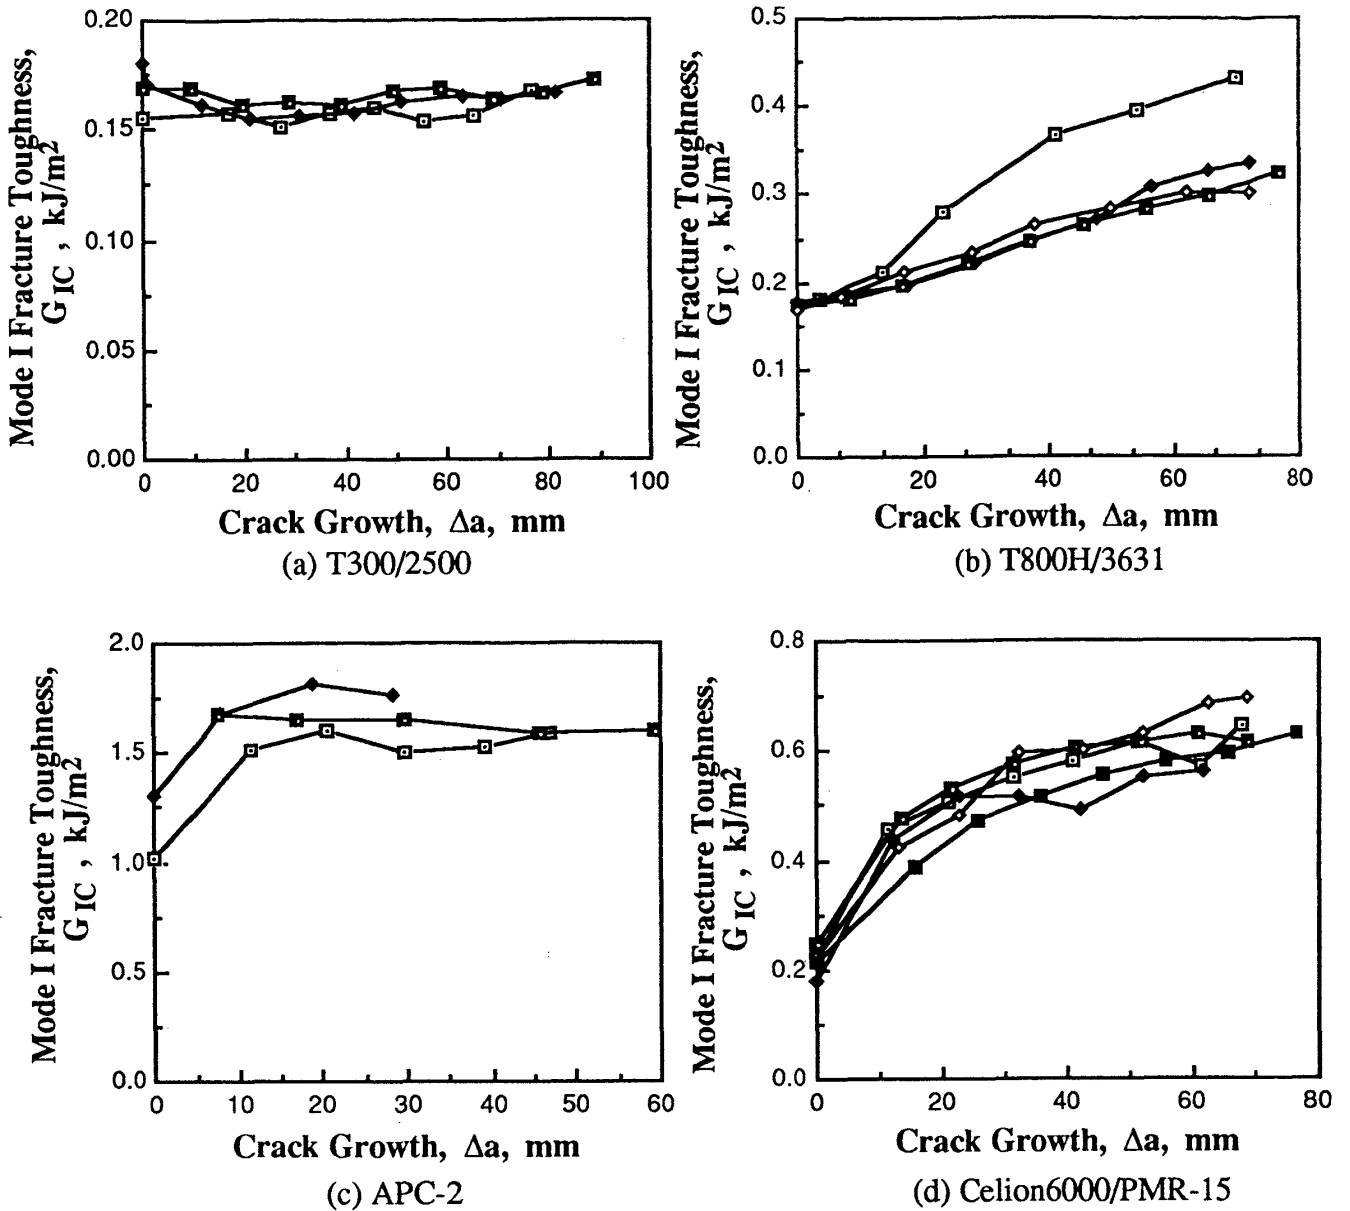 Mode I Fracture Toughness,
G IC , kJ/m2
0.20
0.15
0.10
0.05
0.00
0 20 40 60 80 100
Crack Growth, Δa, mm
(a) T300/2500
Mode I Fracture Toughness,
G IC , kJ/m2
0.5
0.4
0.3
0.2
0.1
0.0
0 20 40 60 80
Crack Growth, Δa, mm
(b) T800H/3631
Mode I Fracture Toughness,
G IC , kJ/m2
2.0
1.5
1.0
0.5
0.0
0 10 20 30 40 50 60
Crack Growth, Δa, mm
(c) APC-2
Mode I Fracture Toughness,
G IC , kJ/m2
0.8
0.6
0.4
0.2
0.0
0 20 40 60 80
Crack Growth, Δa, mm
(d) Celion6000/PMR-15